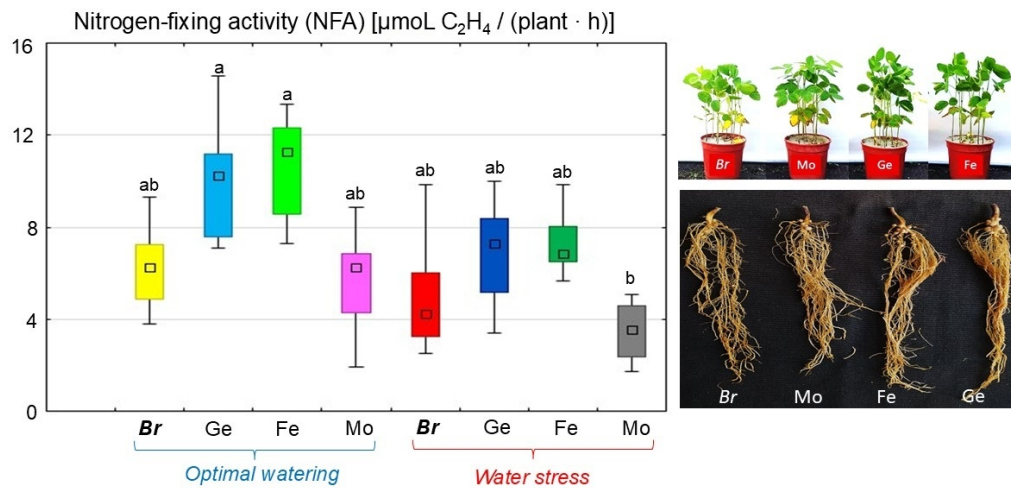 Nitrogen-fixing activity (NFA) [µmoL C₂H₄ / (plant · h)]
16
12
8
4
0
ab
a
a
ab
ab
ab
ab
b
Br Ge Fe Mo Br Ge Fe Mo
Optimal watering Water stress
Br Mo Ge Fe
Br Mo Fe Ge